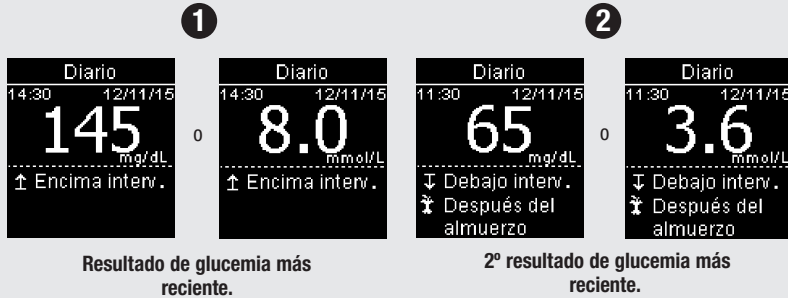 1
2
Diario
14:30 12/11/15
145
mg/dL
↑ Encima interv.
o
Diario
14:30 12/11/15
8.0
mmol/L
↑ Encima interv.
Diario
11:30 12/11/15
65
mg/dL
↧ Debajo interv.
Después del
almuerzo
o
Diario
11:30 12/11/15
3.6
mmol/L
↧ Debajo interv.
Después del
almuerzo
Resultado de glucemia más
reciente.
2º resultado de glucemia más
reciente.